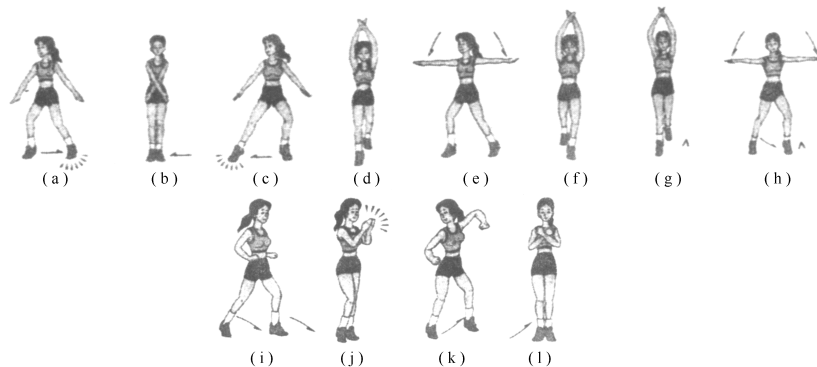 ( a ) ( b ) ( c ) ( d ) ( e ) ( f ) ( g ) ( h )
( i ) ( j ) ( k ) ( l )